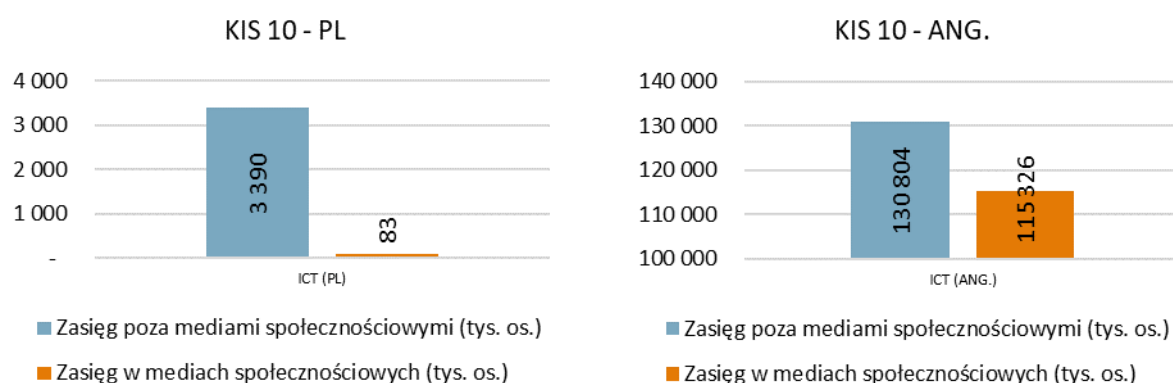 KIS 10 - PL
4 000
3 000
2 000
1 000
-
3 390
83
ICT (PL)
Zasięg poza mediami społecznościowymi (tys. os.)
Zasięg w mediach społecznościowych (tys. os.)
KIS 10 - ANG.
140 000
130 000
120 000
110 000
100 000
130 804
115 326
ICT (ANG.)
Zasięg poza mediami społecznościowymi (tys. os.)
Zasięg w mediach społecznościowych (tys. os.)